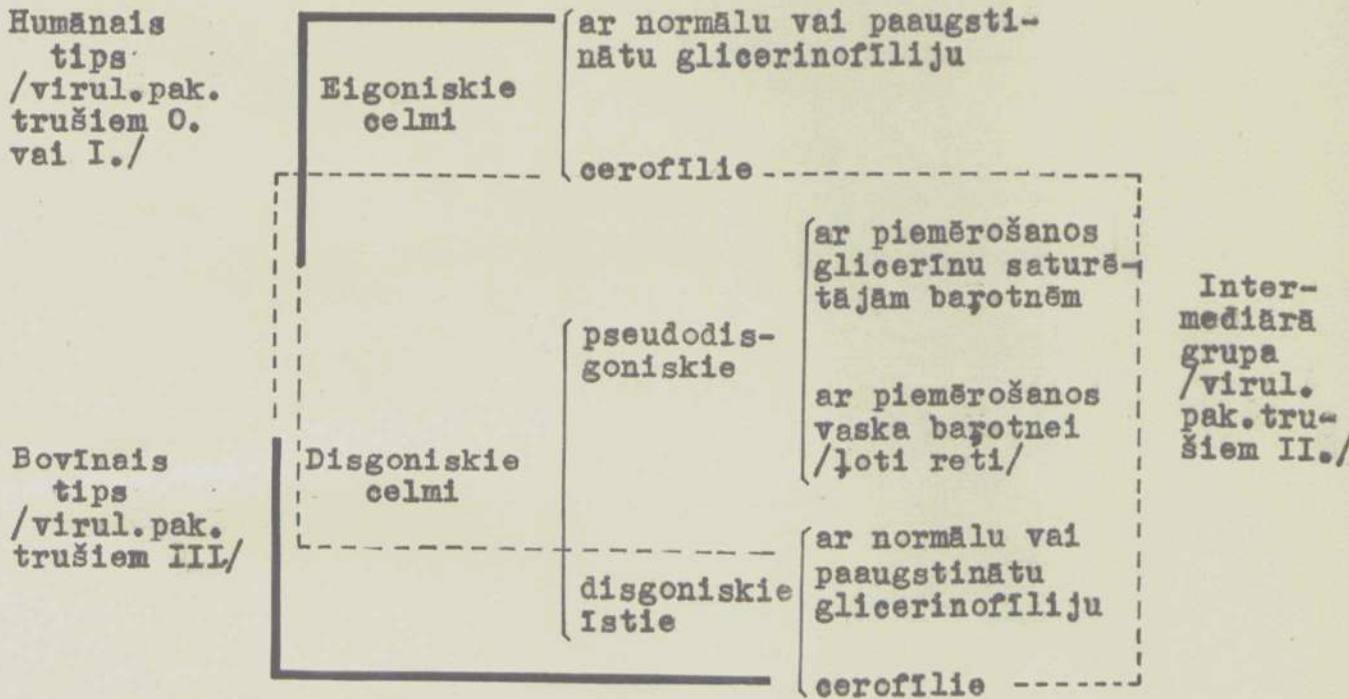 Humānais
tips
/virul.pak.
trušiem O.
vai I./
Eigoniskie
celmi
ar normālu vai paaugsti-
nātu glicerinofīliju
cerofīlie
Bovīnais
tips
/virul.pak.
trušiem III/
Disgoniskie
celmi
pseudodis-
goniskie
ar piemērošanos
glicerīnu saturē-
tājām baŗotnēm
ar piemērošanos
vaska baŗotnei
/ļoti reti/
disgoniskie
īstie
ar normālu vai
paaugstinātu
glicerinofīliju
cerofīlie
Inter-
mediārā
grupa
/virul.
pak.tru-
šiem II./